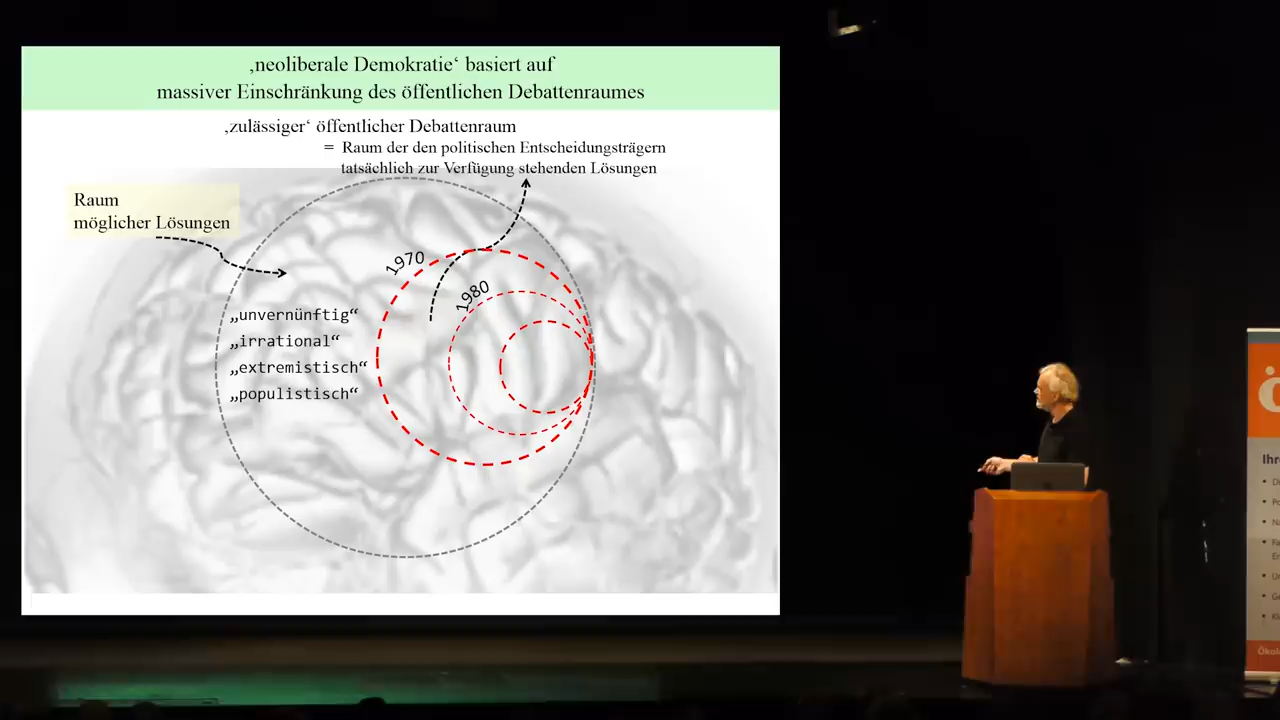 ‚neoliberale Demokratie‘ basiert auf
massiver Einschränkung des öffentlichen Debattenraumes
‚zulässiger‘ öffentlicher Debattenraum
= Raum der den politischen Entscheidungsträgern
tatsächlich zur Verfügung stehenden Lösungen
Raum
möglicher Lösungen
1970
1980
„unvernünftig“
„irrational“
„extremistisch“
„populistisch“
ö